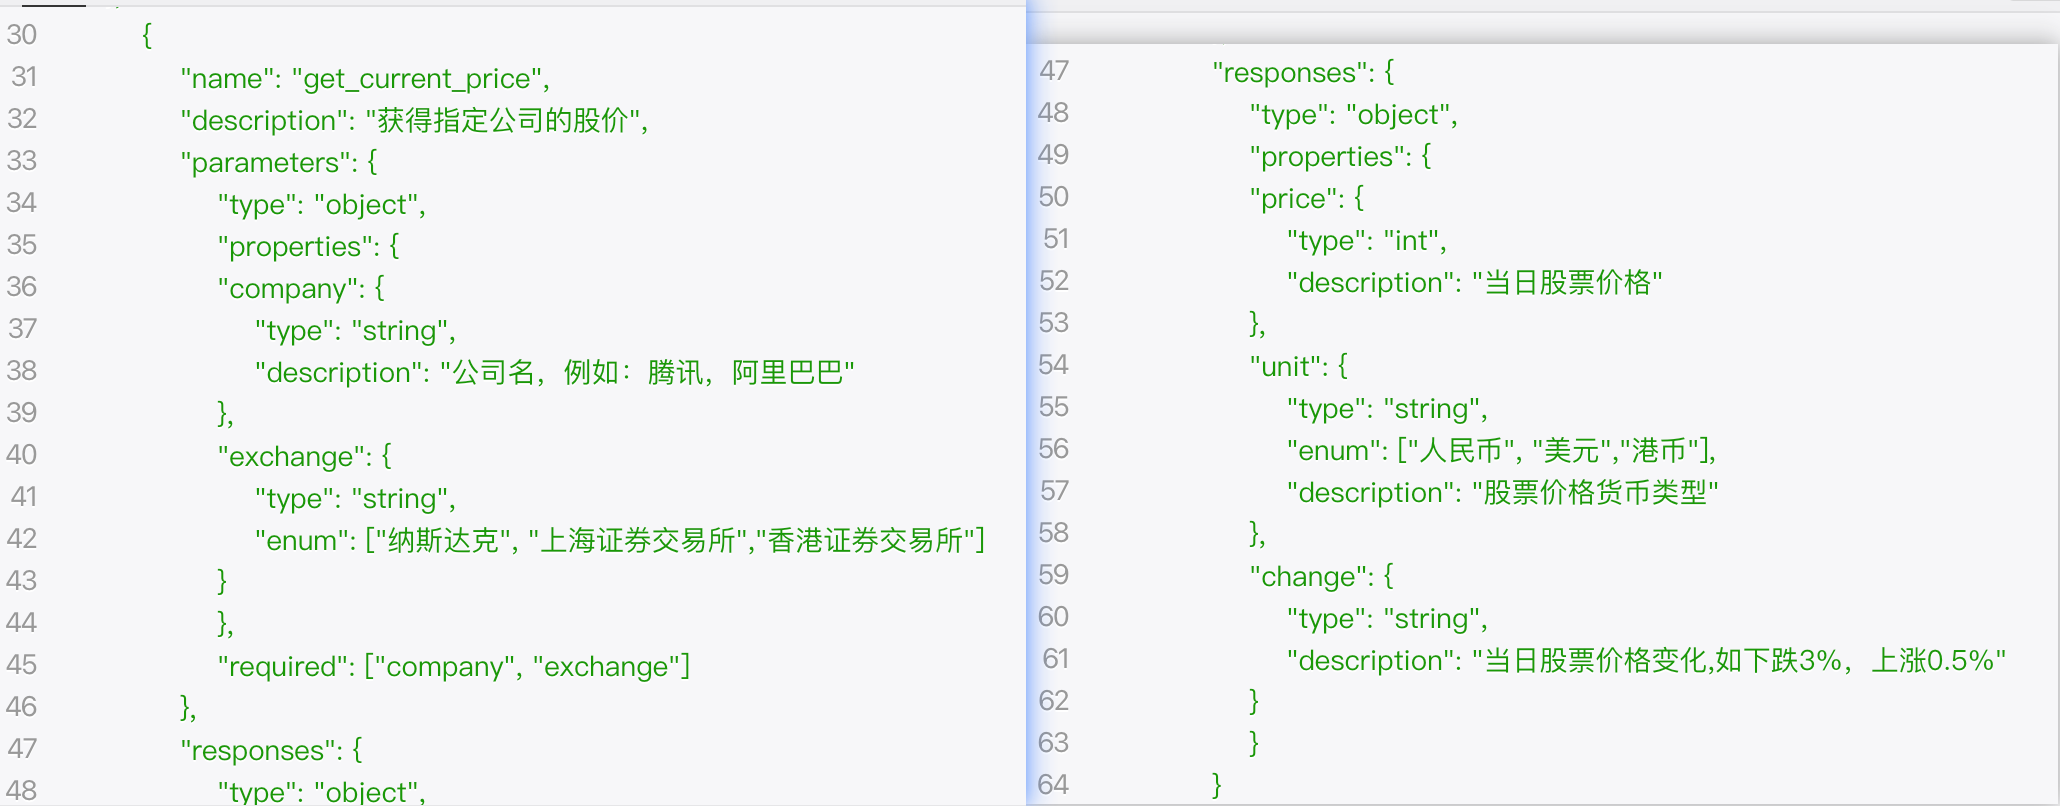 30 {
31 "name": "get_current_price",
32 "description": "获得指定公司的股价",
33 "parameters": {
34 "type": "object",
35 "properties": {
36 "company": {
37 "type": "string",
38 "description": "公司名，例如：腾讯，阿里巴巴"
39 },
40 "exchange": {
41 "type": "string",
42 "enum": ["纳斯达克", "上海证券交易所","香港证券交易所"]
43 }
44 },
45 "required": ["company", "exchange"]
46 },
47 "responses": {
48 "type": "object",
47 "responses": {
48 "type": "object",
49 "properties": {
50 "price": {
51 "type": "int",
52 "description": "当日股票价格"
53 },
54 "unit": {
55 "type": "string",
56 "enum": ["人民币", "美元","港币"],
57 "description": "股票价格货币类型"
58 },
59 "change": {
60 "type": "string",
61 "description": "当日股票价格变化,如下跌3%，上涨0.5%"
62 }
63 }
64 }